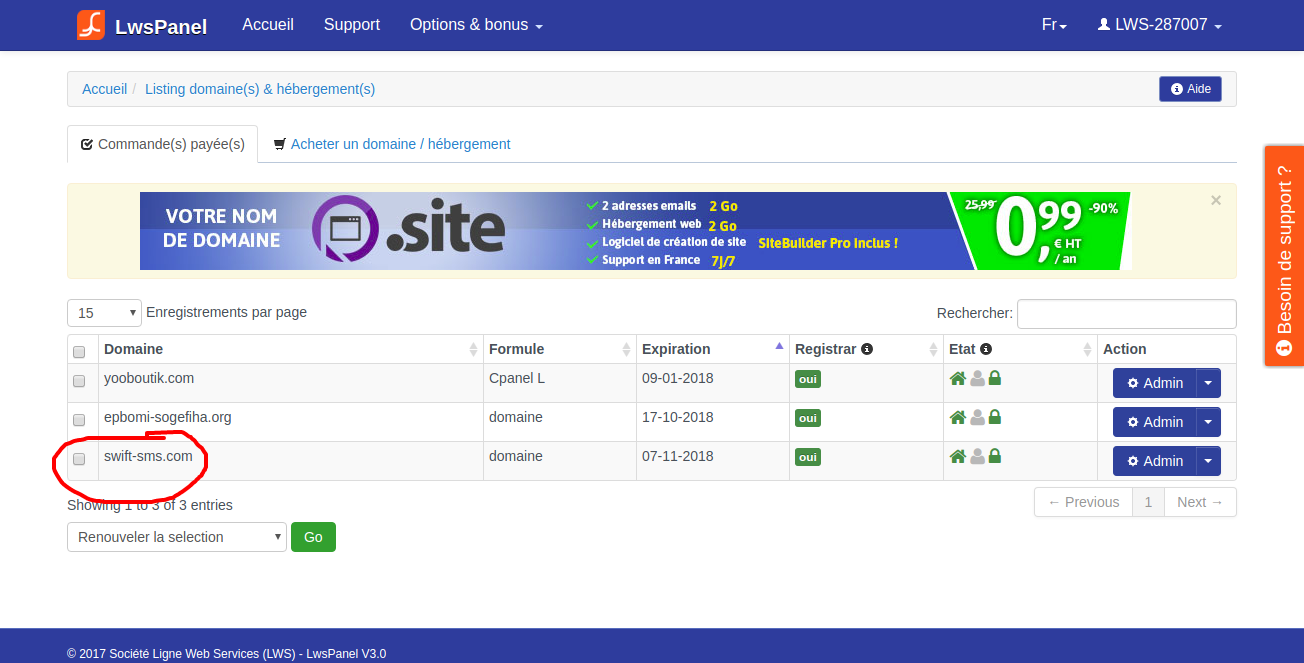 LwsPanel Accueil Support Options & bonus Fr LWS-287007
Accueil / Listing domaine(s) & hébergement(s) Aide
Commande(s) payée(s) Acheter un domaine / hébergement
VOTRE NOM
DE DOMAINE
.site
2 adresses emails 2 Go
Hébergement web 2 Go
Logiciel de création de site SiteBuilder Pro inclus !
Support en France 7j/7
25,99 0,99 -90%
€ HT
/ an
×
Besoin de support ?
15 Enregistrements par page Rechercher:
Domaine Formule Expiration Registrar Etat Action
yooboutik.com Cpanel L 09-01-2018 oui Admin
epbomi-sogefiha.org domaine 17-10-2018 oui Admin
swift-sms.com domaine 07-11-2018 oui Admin
Showing 1 to 3 of 3 entries ← Previous 1 Next →
Renouveler la selection Go
© 2017 Société Ligne Web Services (LWS) - LwsPanel V3.0